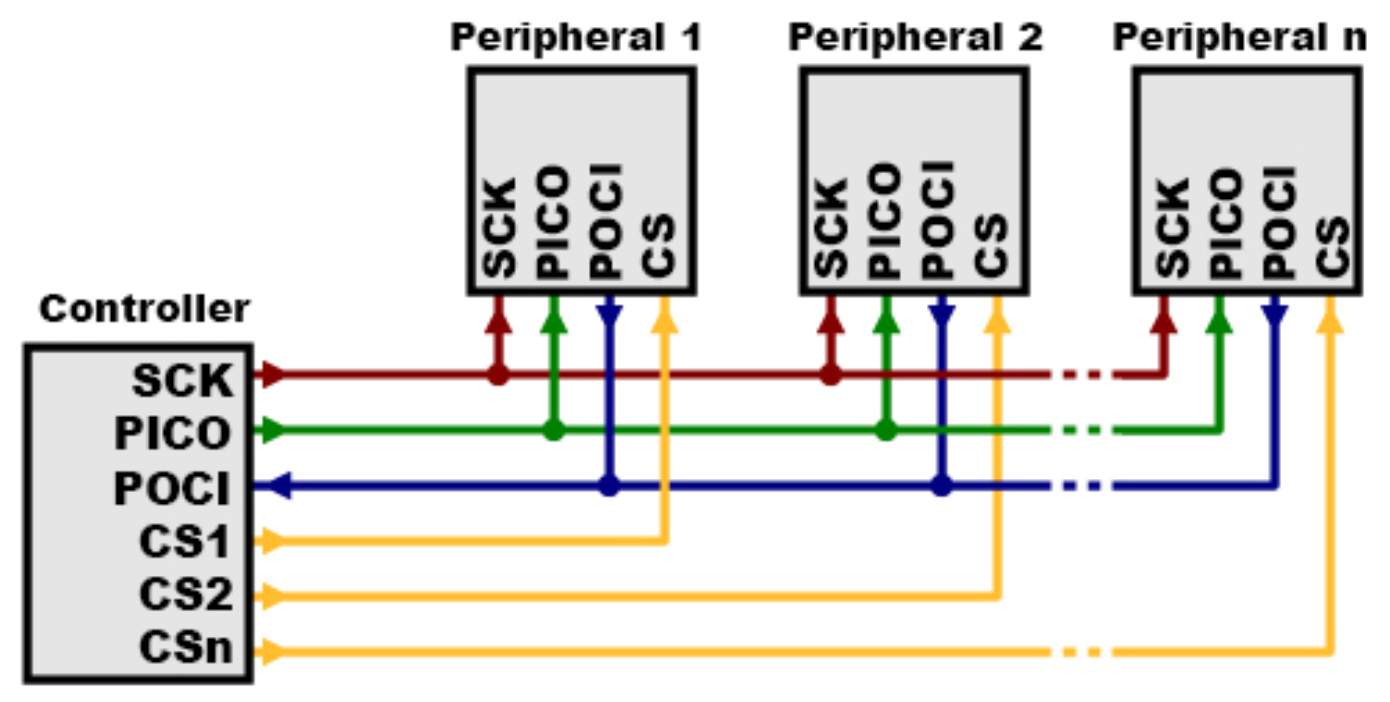 Peripheral 1
Peripheral 2
Peripheral n
SCK
PICO
POCI
CS
SCK
PICO
POCI
CS
SCK
PICO
POCI
CS
Controller
SCK
PICO
POCI
CS1
CS2
CSn